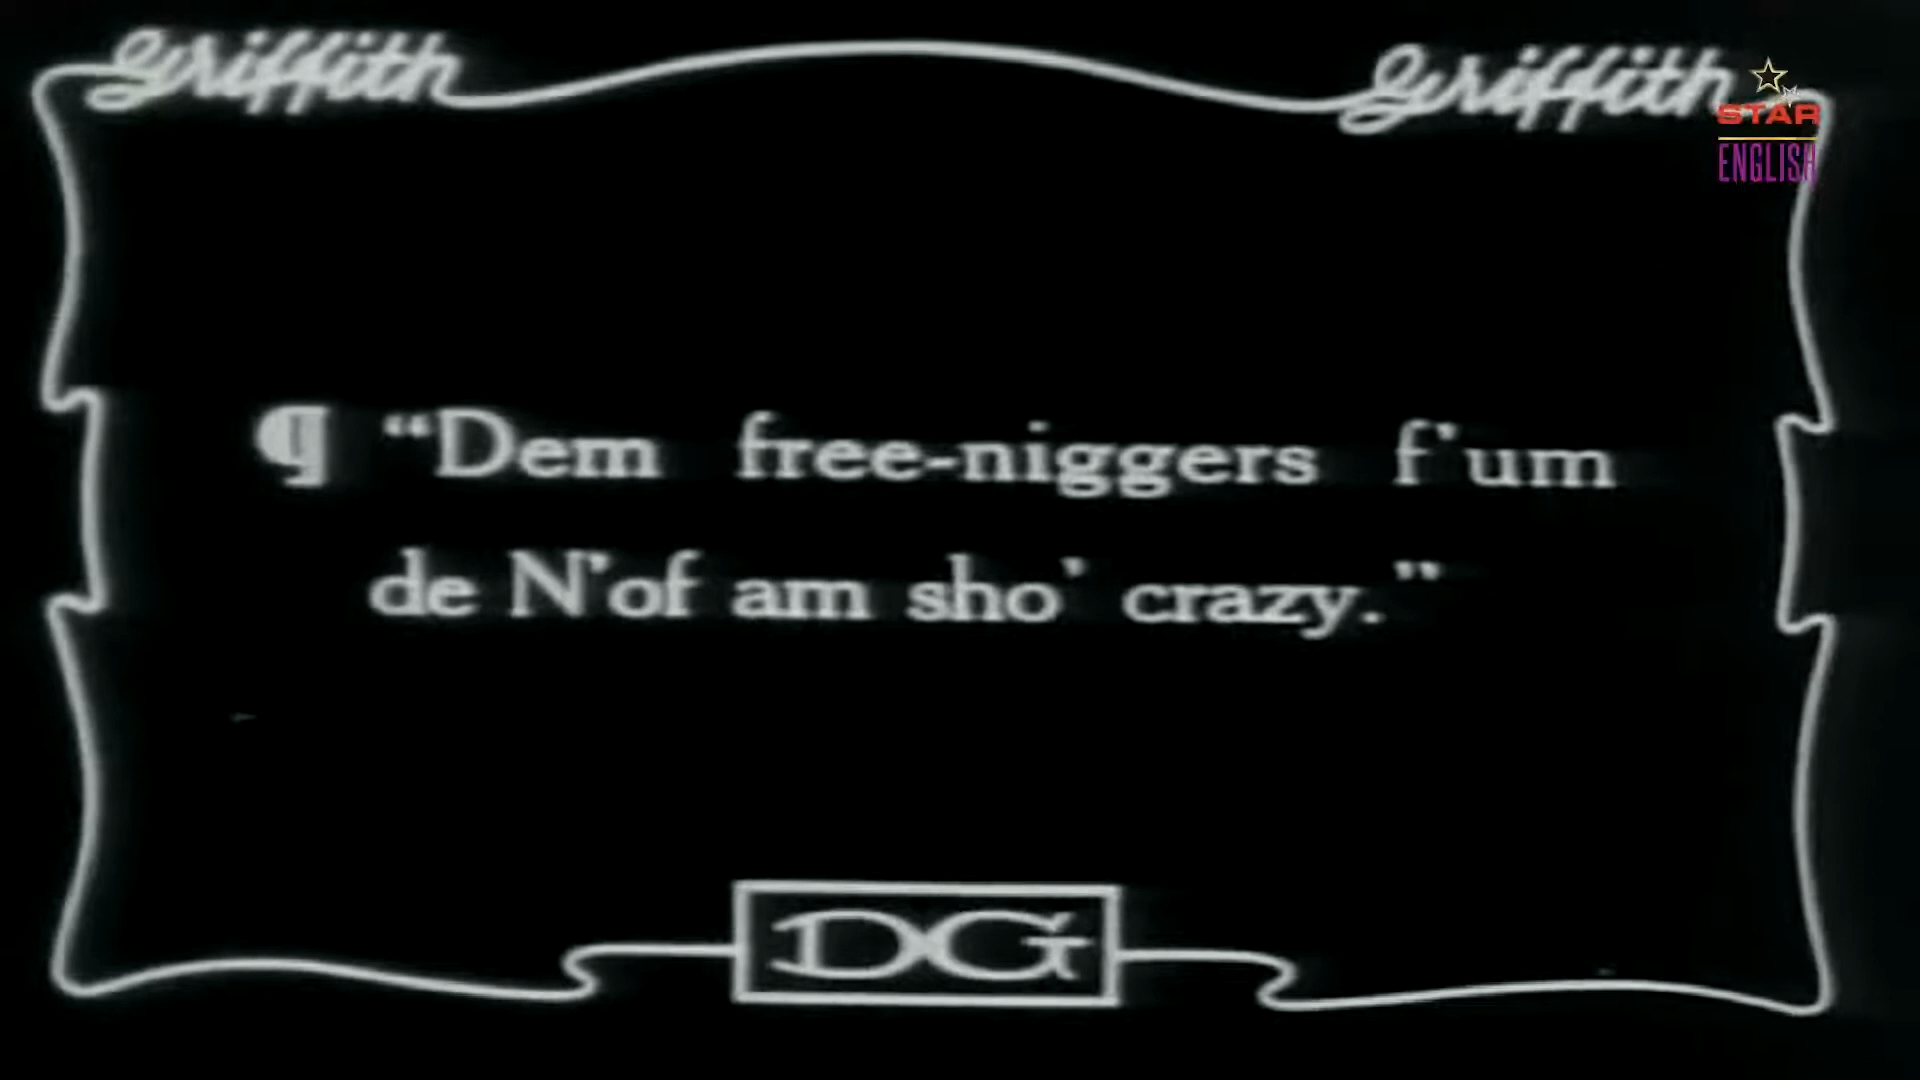 Griffith Griffith
STAR
ENGLISH
¶ “Dem free-niggers f'um
de N'of am sho' crazy.”
DG